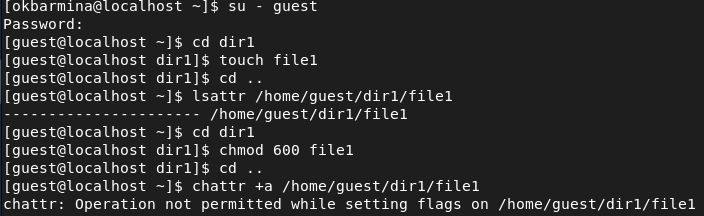 [okbarmina@localhost ~]$ su - guest
Password:
[guest@localhost ~]$ cd dir1
[guest@localhost dir1]$ touch file1
[guest@localhost dir1]$ cd ..
[guest@localhost ~]$ lsattr /home/guest/dir1/file1
---------------------- /home/guest/dir1/file1
[guest@localhost ~]$ cd dir1
[guest@localhost dir1]$ chmod 600 file1
[guest@localhost dir1]$ cd ..
[guest@localhost ~]$ chattr +a /home/guest/dir1/file1
chattr: Operation not permitted while setting flags on /home/guest/dir1/file1